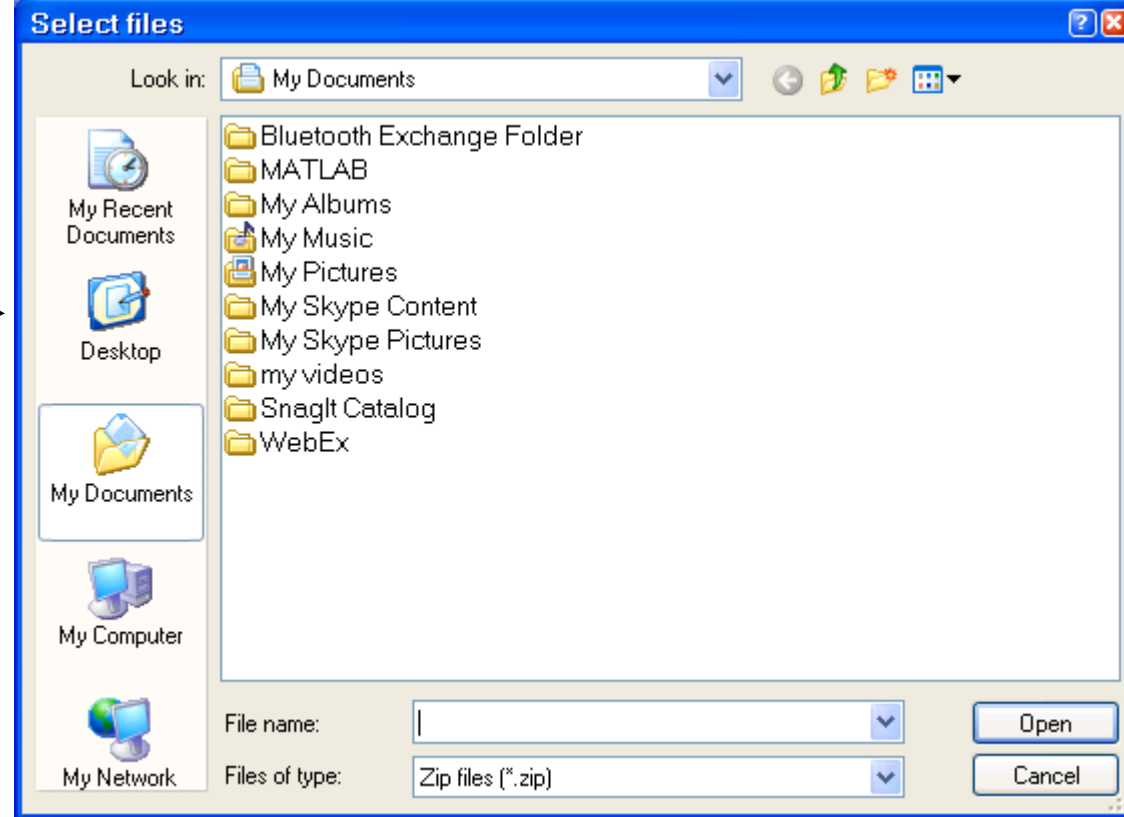 Select files
Look in: My Documents
My Recent
Documents
Desktop
My Documents
My Computer
My Network
Bluetooth Exchange Folder
MATLAB
My Albums
My Music
My Pictures
My Skype Content
My Skype Pictures
my videos
SnagIt Catalog
WebEx
File name:
Open
Files of type: Zip files (*.zip)
Cancel